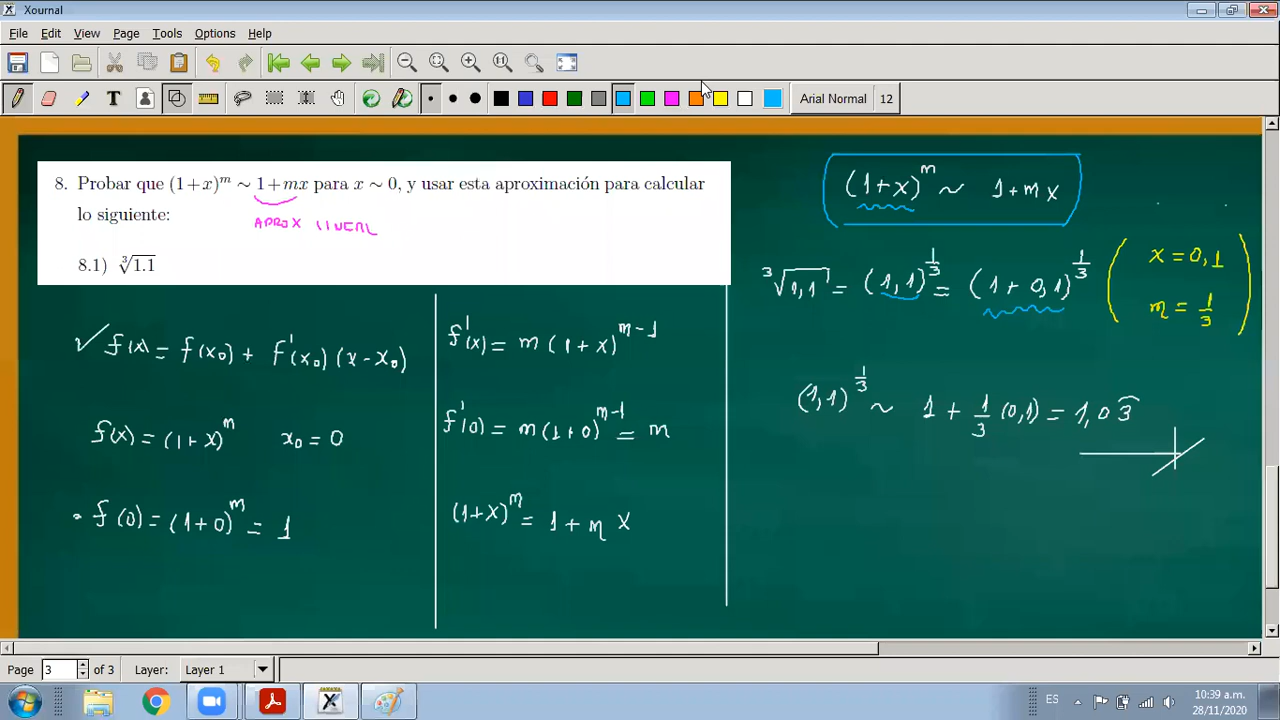 Xournal
File Edit View Page Tools Options Help
Arial Normal 12
8. Probar que (1+x)^m ∼ 1+mx para x ∼ 0, y usar esta aproximación para calcular
lo siguiente:
APROX LINEAL
8.1) ∛1.1
✓ f(x) = f(x₀) + f'(x₀) (x-x₀)
f(x) = (1+x)^m x₀ = 0
• f(0) = (1+0)^m = 1
f'(x) = m (1+x)^{m-1}
f'(0) = m(1+0)^{m-1} = m
(1+x)^m = 1 + m x
(1+x)^m ∼ 1+mx
∛1,1 = (1,1)^{1/3} = (1+0,1)^{1/3}
x = 0,1
m = 1/3
(1,1)^{1/3} ∼ 1 + 1/3 (0,1) = 1,03̂
Page 3 of 3 Layer: Layer 1
ES 10:39 a.m.
28/11/2020